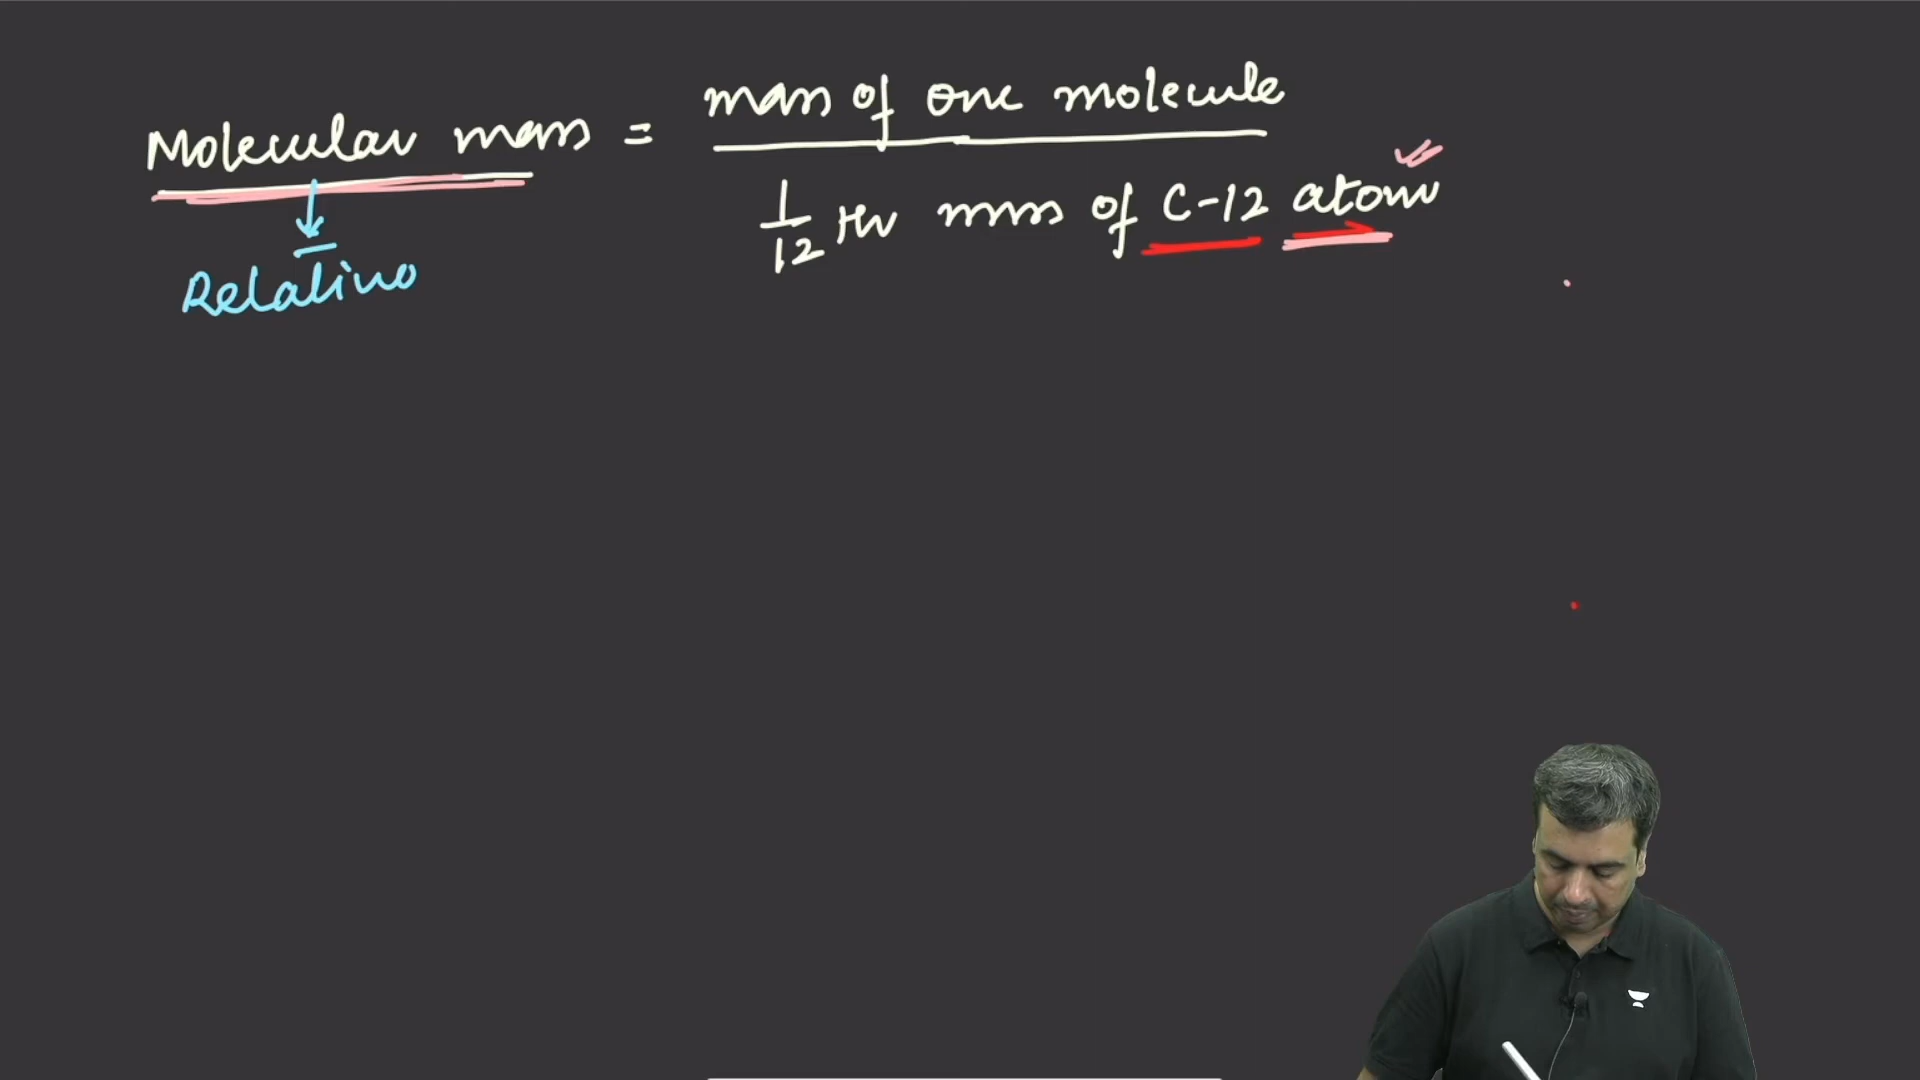 Molecular mass = mass of one molecule
1/12 th mass of C-12 atom
Relative